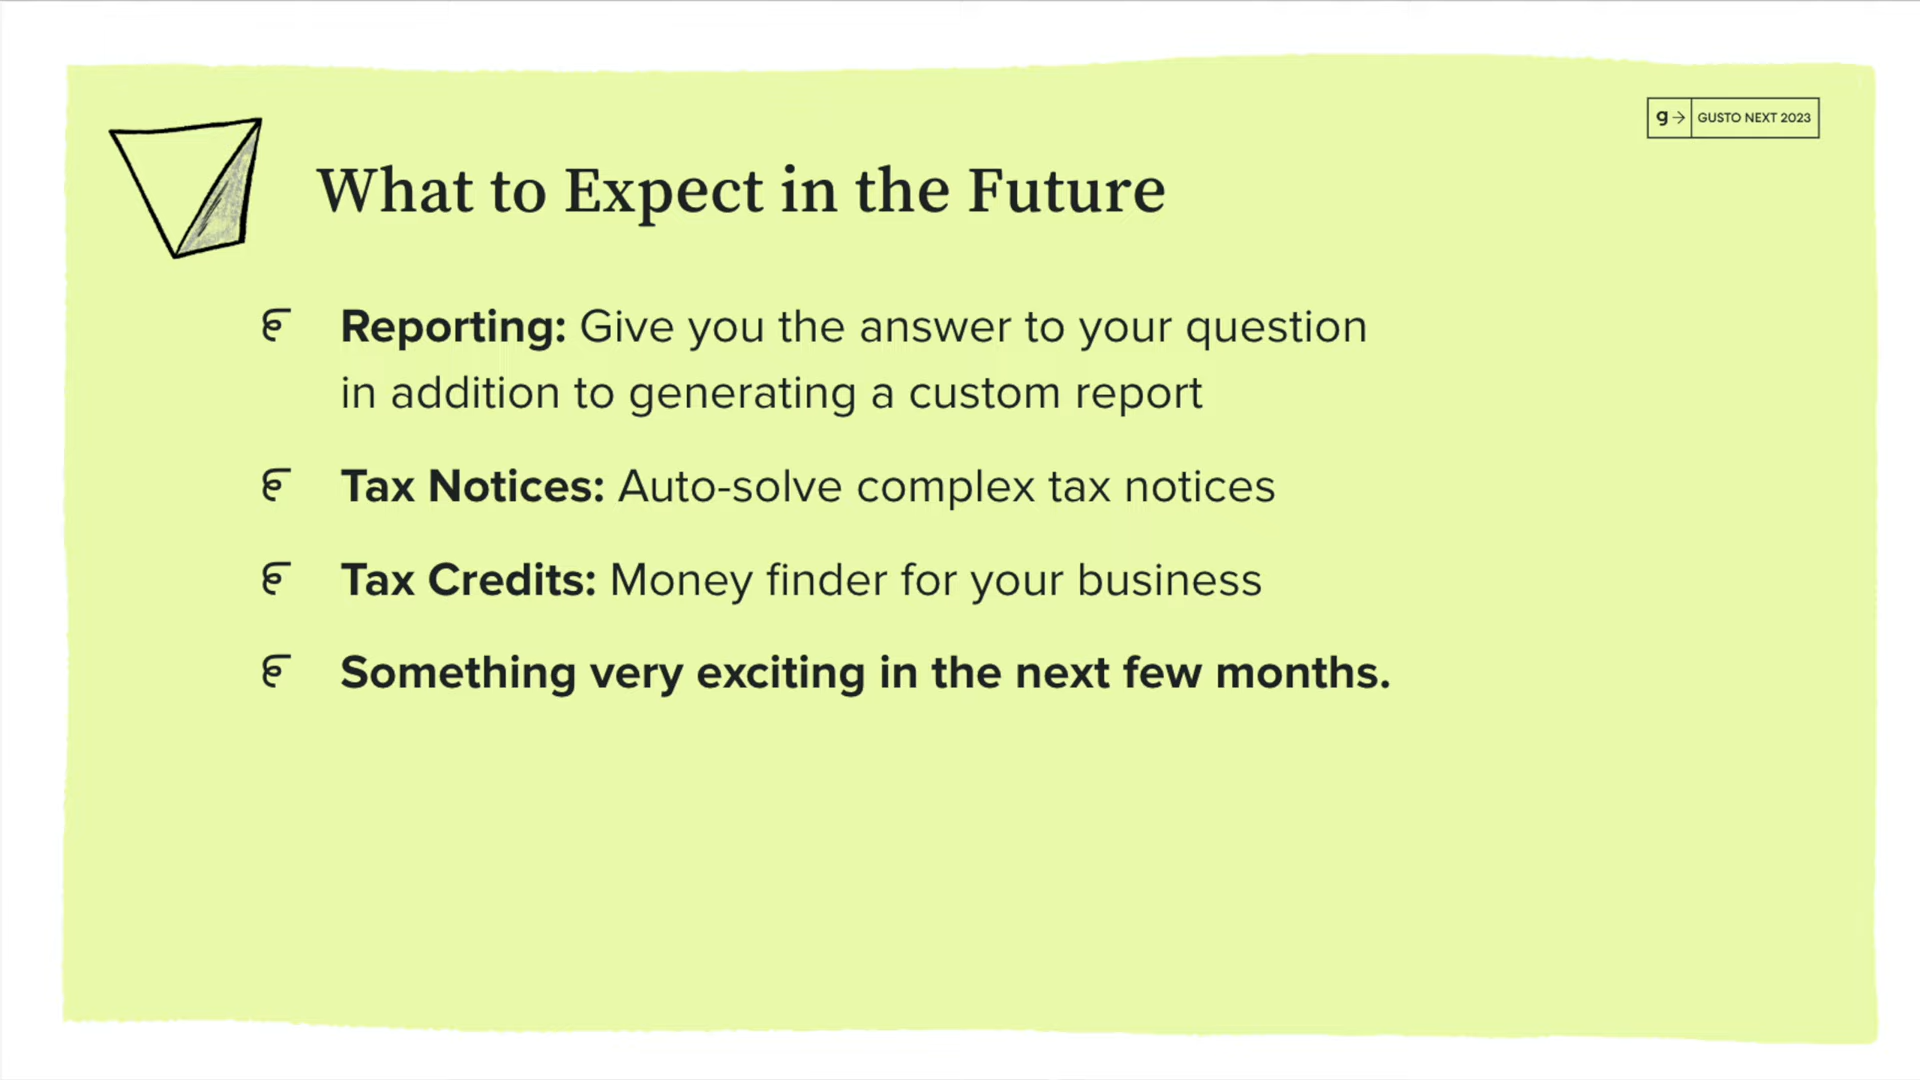 g→ GUSTO NEXT 2023
What to Expect in the Future
Reporting: Give you the answer to your question
in addition to generating a custom report
Tax Notices: Auto-solve complex tax notices
Tax Credits: Money finder for your business
Something very exciting in the next few months.